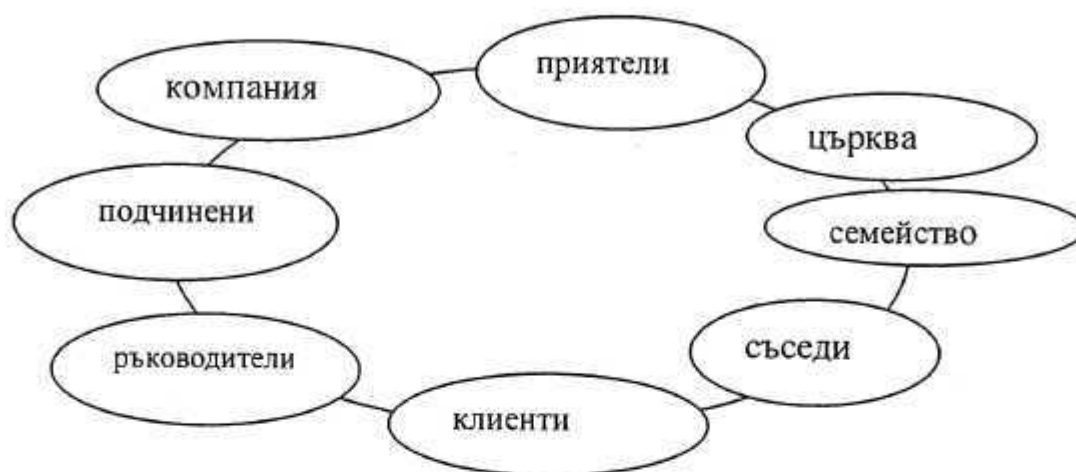 приятели
компания
църква
подчинени
семейство
съседи
ръководители
клиенти